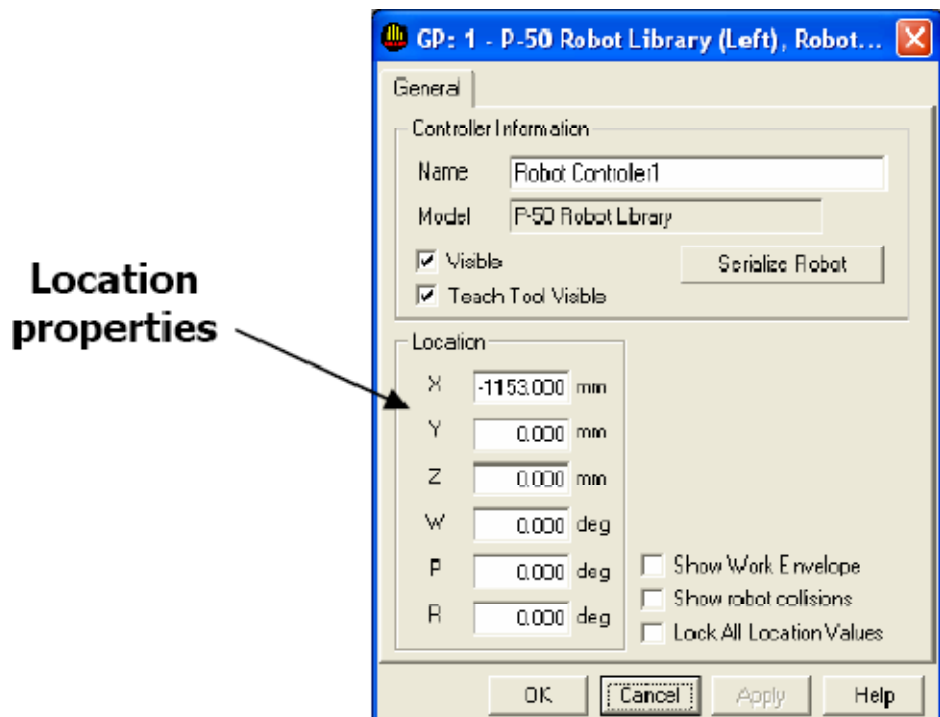 GP: 1 - P-50 Robot Library (Left), Robot...
General
Controller Information
Name Robot Controller1
Model P-50 Robot Library
Visible Serialize Robot
Teach Tool Visible
Location
properties
Location
X -1153.000 mm
Y 0.000 mm
Z 0.000 mm
W 0.000 deg
P 0.000 deg Show Work Envelope
Show robot collisions
R 0.000 deg Lock All Location Values
OK Cancel Apply Help